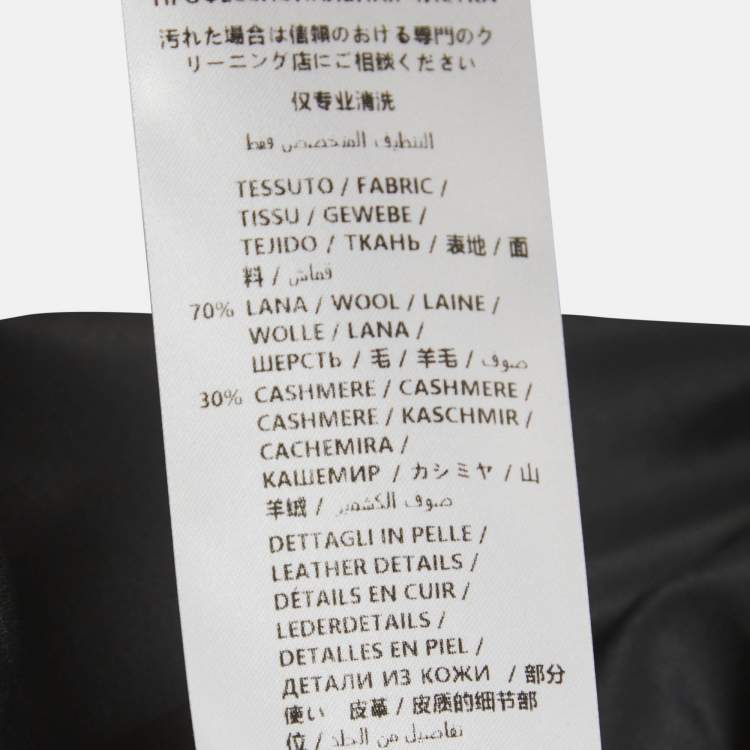 汚れた場合は信頼のおける専門のク
リーニング店にご相談ください
仅专业清洗
التنظيف المتخصص فقط
TESSUTO / FABRIC /
TISSU / GEWEBE /
TEJIDO / ТКАНЬ / 表地 / 面
料 / قماش
70% LANA / WOOL / LAINE /
WOLLE / LANA /
ШЕРСТЬ / 毛 / 羊毛 / صوف
30% CASHMERE / CASHMERE /
CASHMERE / KASCHMIR /
CACHEMIRA /
КАШЕМИР / カシミヤ / 山
羊绒 / صوف الكشمير
DETTAGLI IN PELLE /
LEATHER DETAILS /
DÉTAILS EN CUIR /
LEDERDETAILS /
DETALLES EN PIEL /
ДЕТАЛИ ИЗ КОЖИ / 部分
使い 皮革 / 皮质的细节部
位 / تفاصيل من الجلد